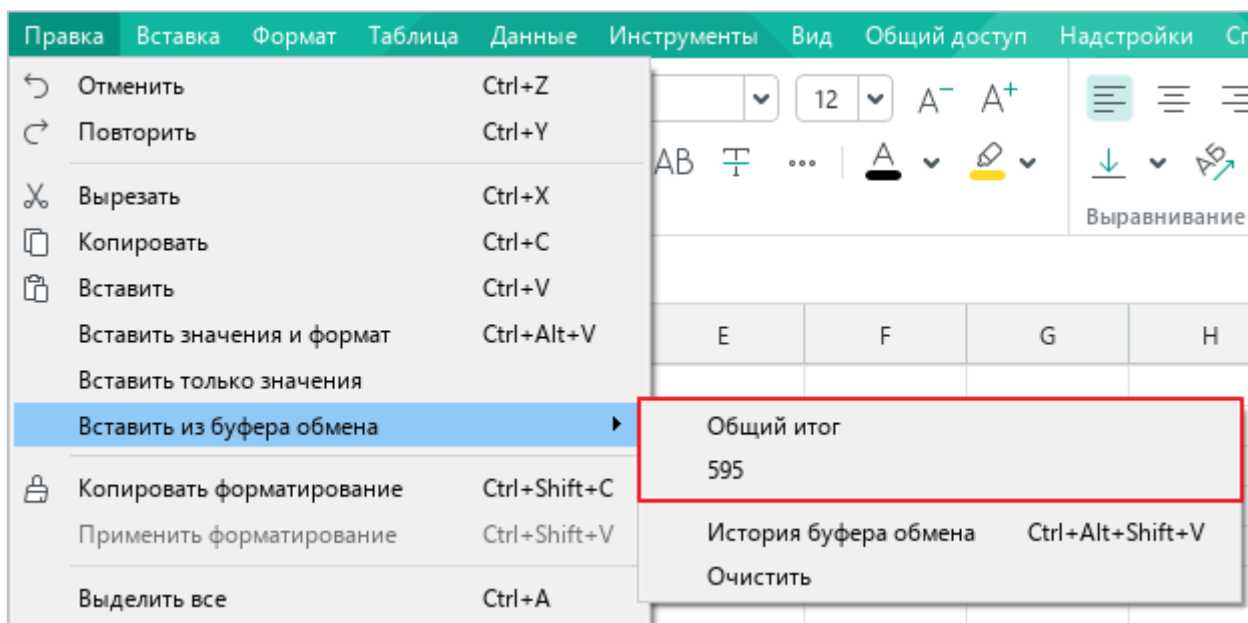 Правка Вставка Формат Таблица Данные Инструменты Вид Общий доступ Надстройки
Отменить Ctrl+Z
Повторить Ctrl+Y
12 A− A+
AB A АБ
Вырезать Ctrl+X
Выравнивание
Копировать Ctrl+C
Вставить Ctrl+V
Вставить значения и формат Ctrl+Alt+V
E F G H
Вставить только значения
Вставить из буфера обмена
Общий итог
595
Копировать форматирование Ctrl+Shift+C
Применить форматирование Ctrl+Shift+V
История буфера обмена Ctrl+Alt+Shift+V
Очистить
Выделить все Ctrl+A